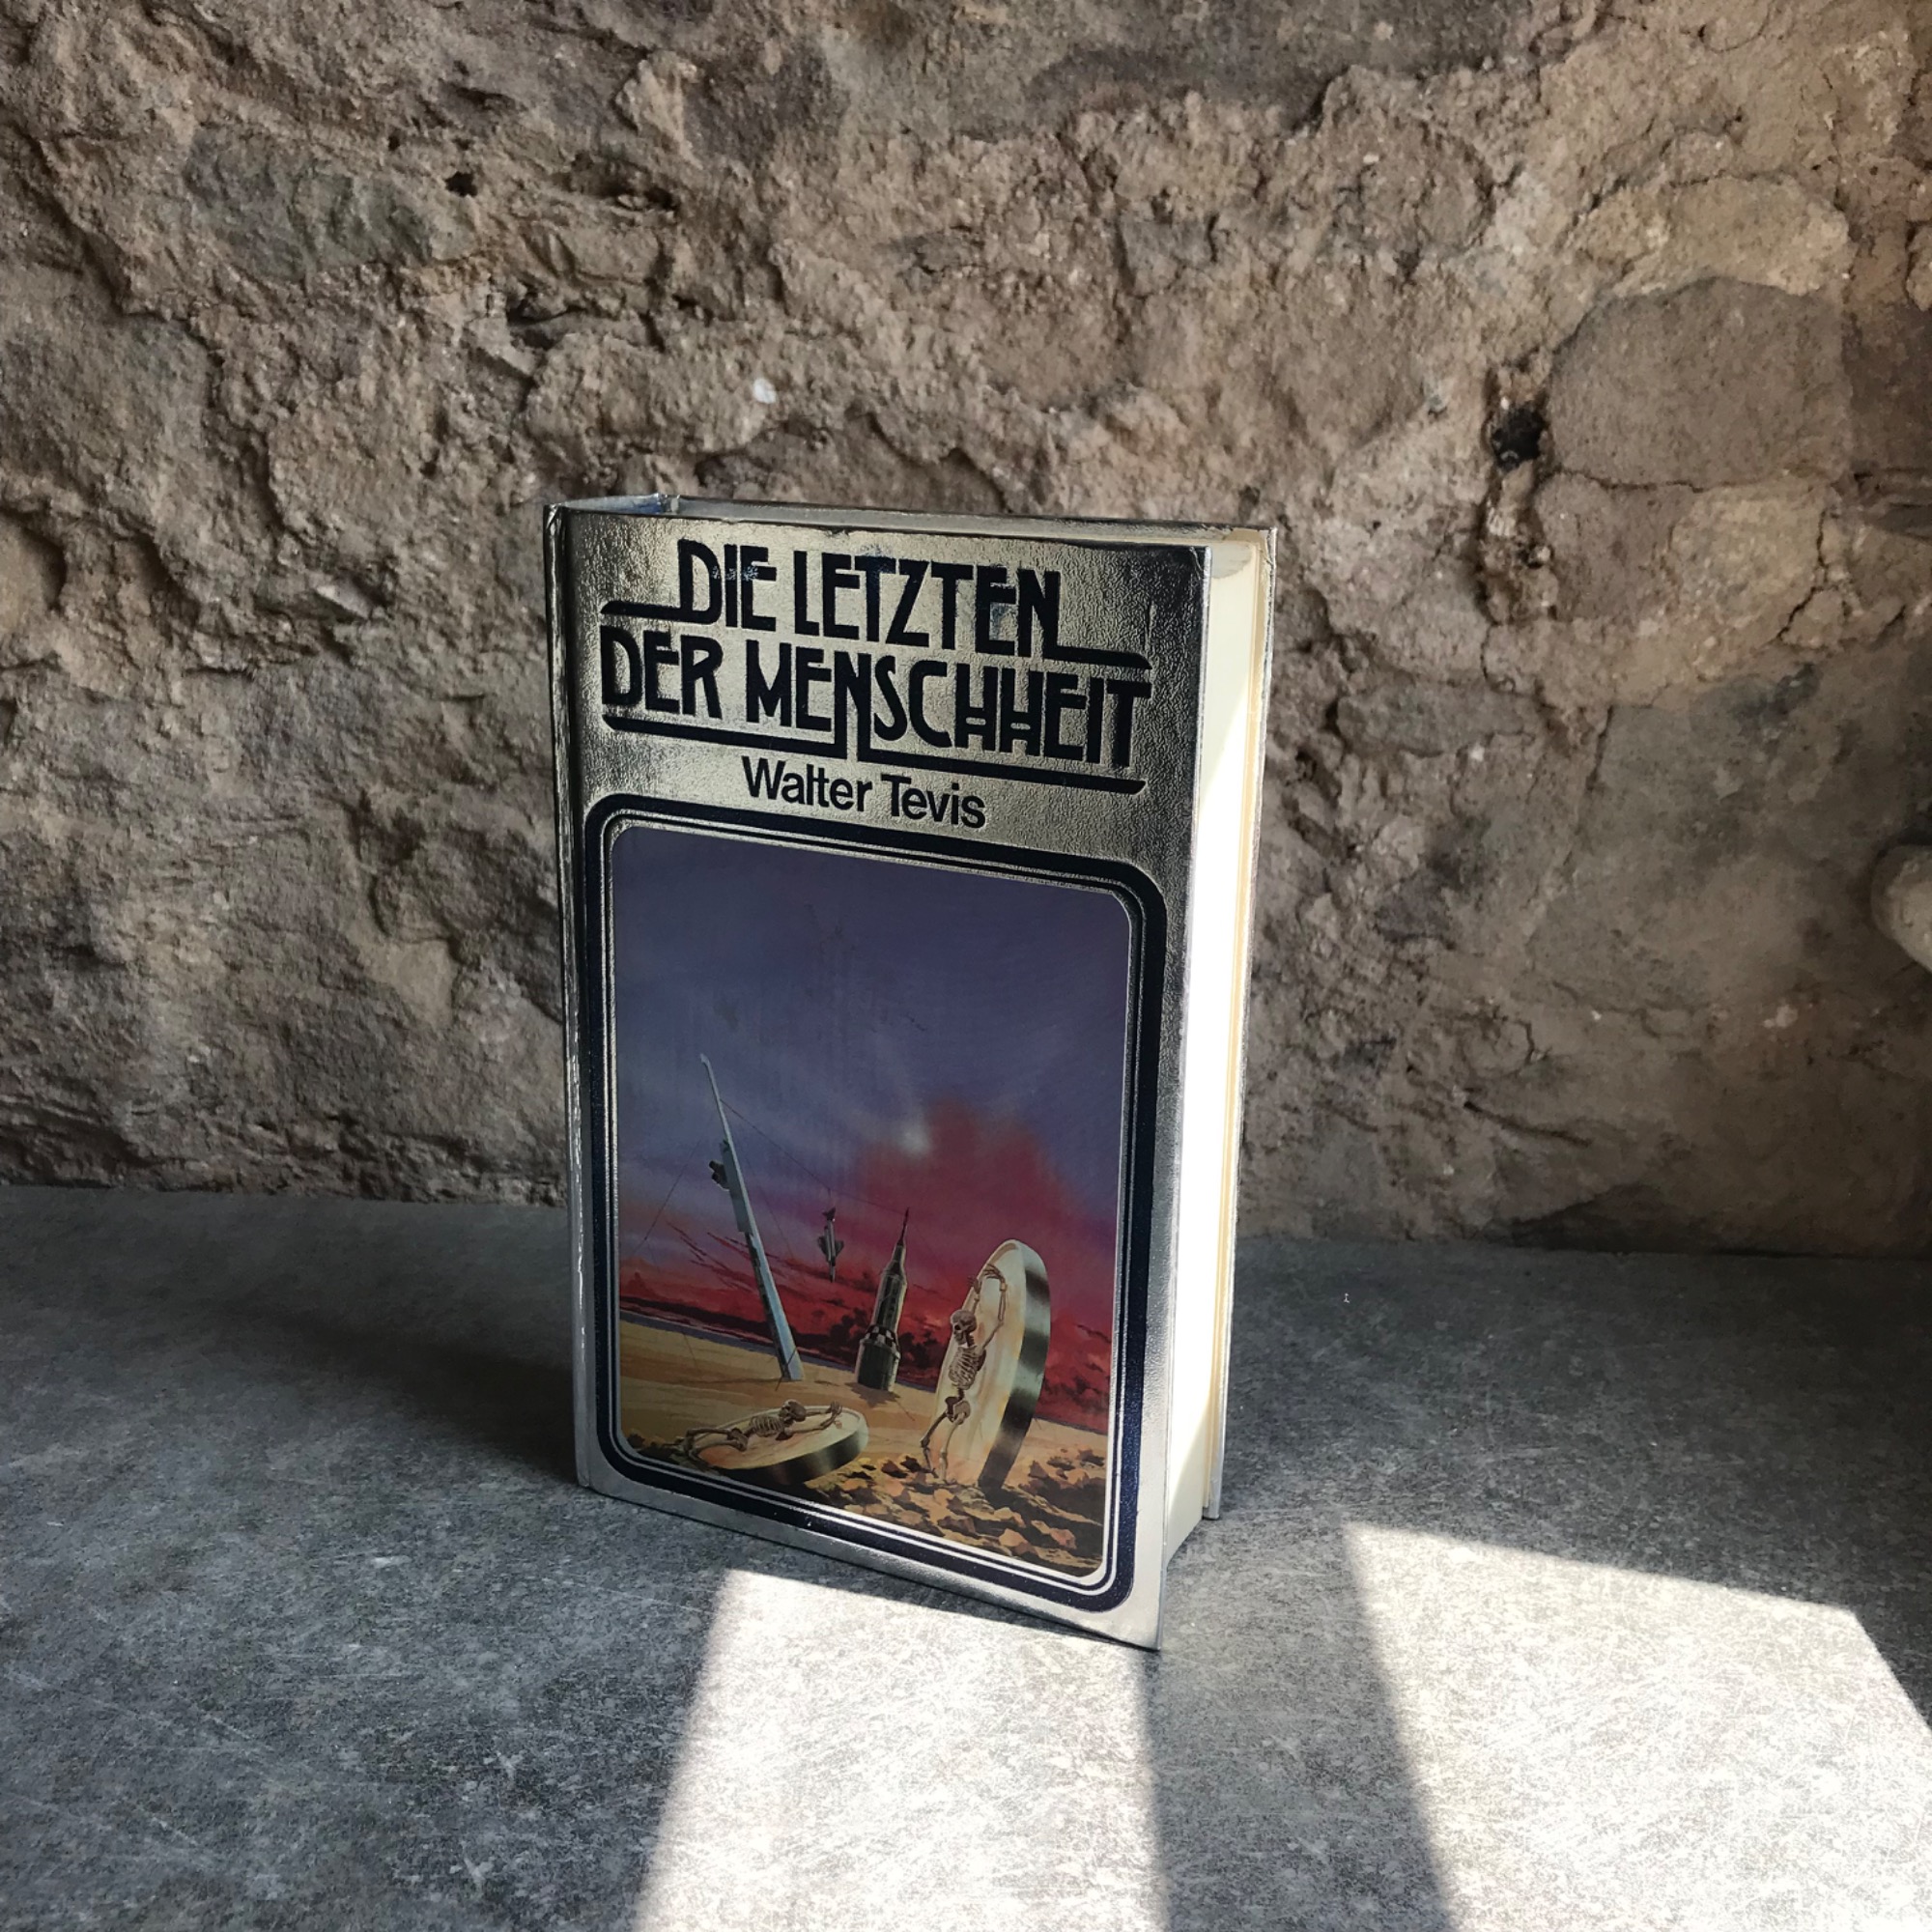 DIE LETZTEN
DER MENSCHHEIT
Walter Tevis